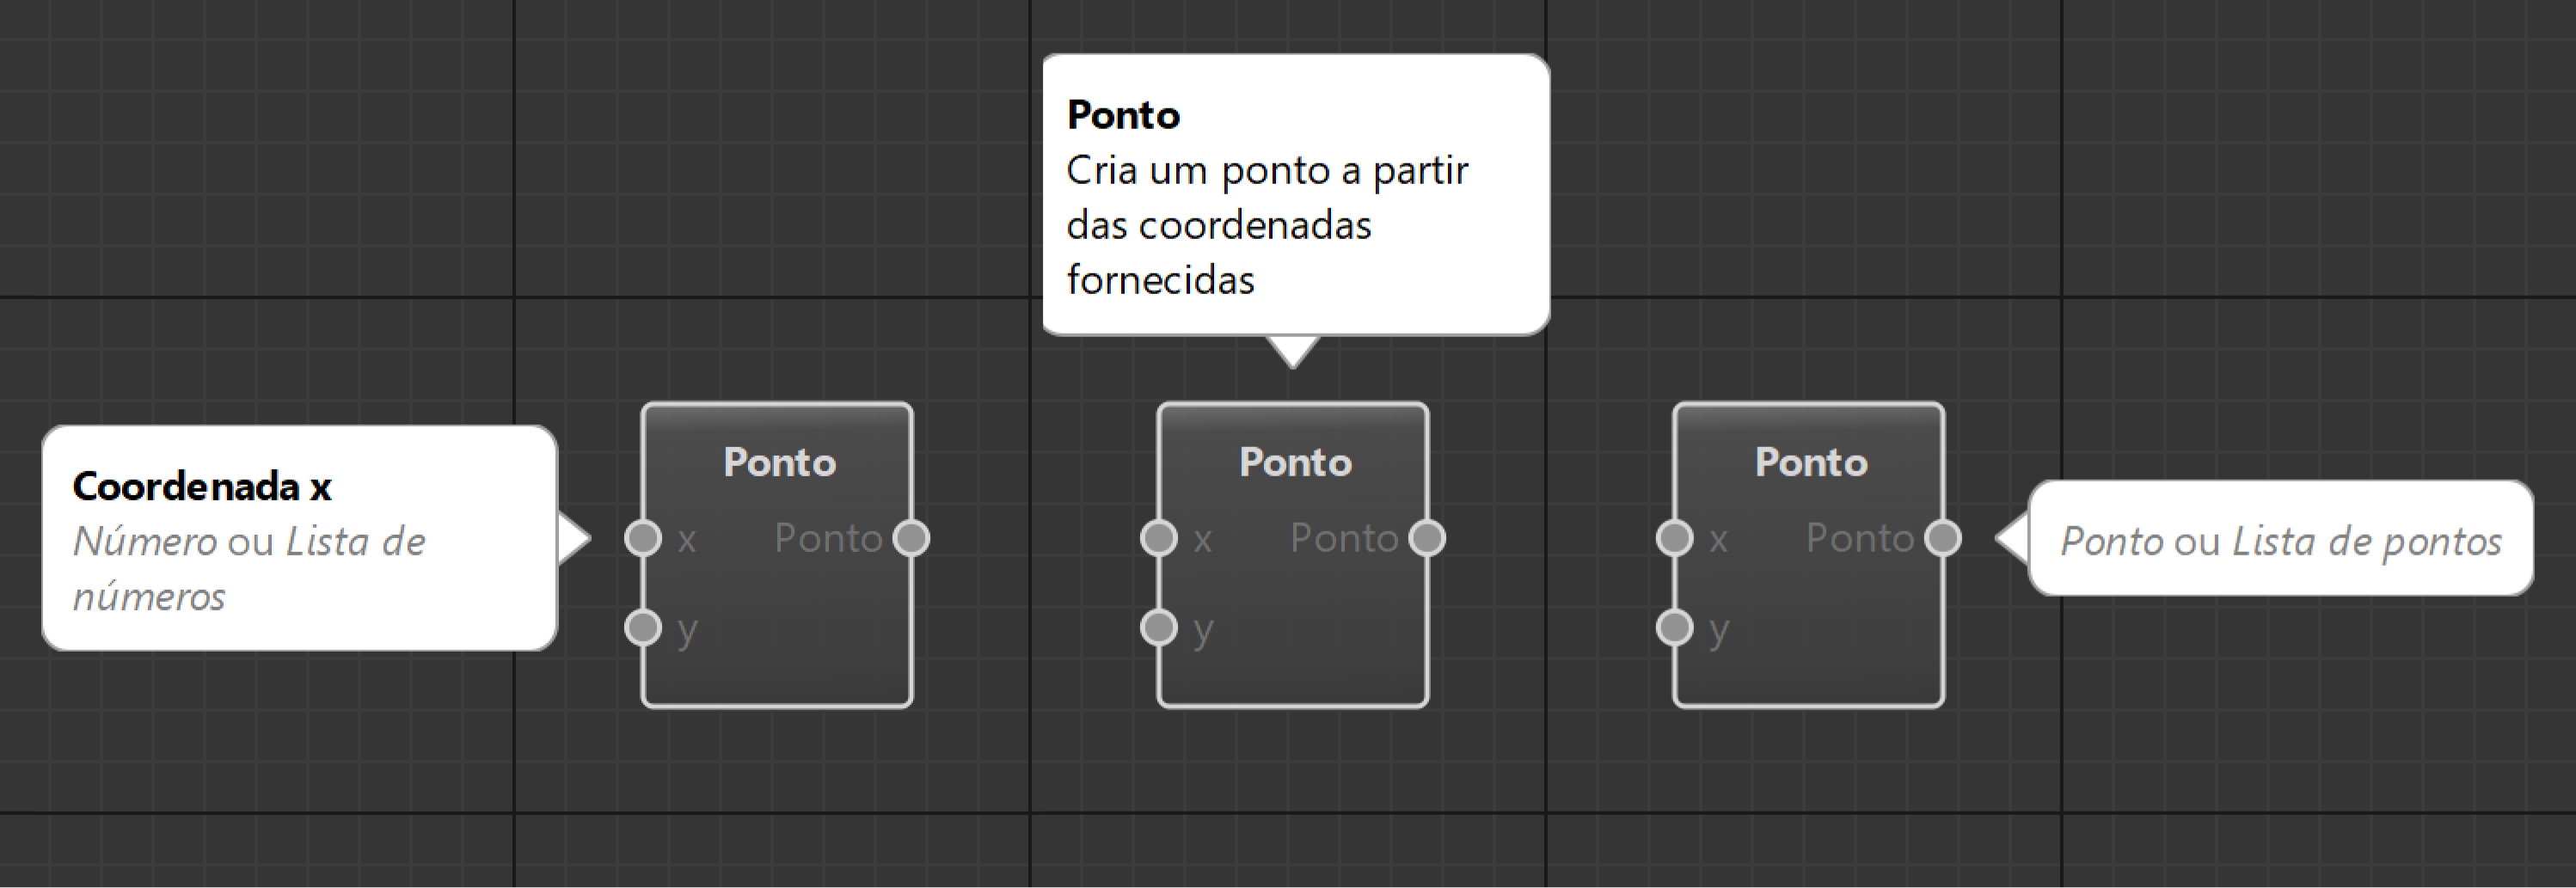 Ponto
Cria um ponto a partir
das coordenadas
fornecidas
Coordenada x
Número ou Lista de
números
Ponto
x Ponto
y
Ponto
x Ponto
y
Ponto
x Ponto
y
Ponto ou Lista de pontos